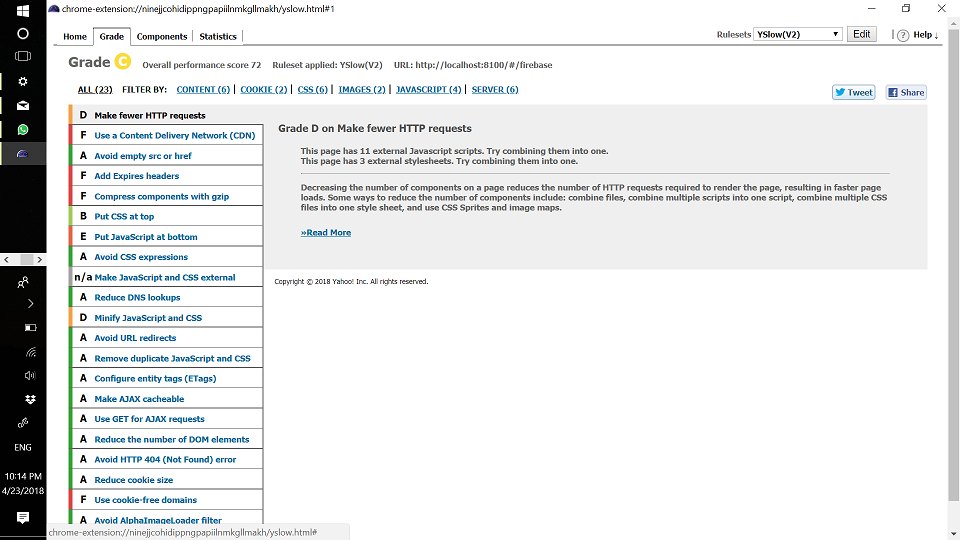 chrome-extension://ninejjcohidippngpapiilnmkgllmakh/yslow.html#1
Home Grade Components Statistics Rulesets YSlow(V2) Edit Help ↓
Grade C Overall performance score 72 Ruleset applied: YSlow(V2) URL: http://localhost:8100/#/firebase
ALL (23) FILTER BY: CONTENT (6) | COOKIE (2) | CSS (6) | IMAGES (2) | JAVASCRIPT (4) | SERVER (6) Tweet Share
D Make fewer HTTP requests
F Use a Content Delivery Network (CDN)
A Avoid empty src or href
F Add Expires headers
F Compress components with gzip
B Put CSS at top
E Put JavaScript at bottom
A Avoid CSS expressions
n/a Make JavaScript and CSS external
A Reduce DNS lookups
D Minify JavaScript and CSS
A Avoid URL redirects
A Remove duplicate JavaScript and CSS
A Configure entity tags (ETags)
A Make AJAX cacheable
A Use GET for AJAX requests
A Reduce the number of DOM elements
A Avoid HTTP 404 (Not Found) error
A Reduce cookie size
F Use cookie-free domains
A Avoid AlphaImageLoader filter
Grade D on Make fewer HTTP requests
This page has 11 external Javascript scripts. Try combining them into one.
This page has 3 external stylesheets. Try combining them into one.
Decreasing the number of components on a page reduces the number of HTTP requests required to render the page, resulting in faster page
loads. Some ways to reduce the number of components include: combine files, combine multiple scripts into one script, combine multiple CSS
files into one style sheet, and use CSS Sprites and image maps.
»Read More
Copyright © 2018 Yahoo! Inc. All rights reserved.
ENG
10:14 PM
4/23/2018
chrome-extension://ninejjcohidippngpapiilnmkgllmakh/yslow.html#